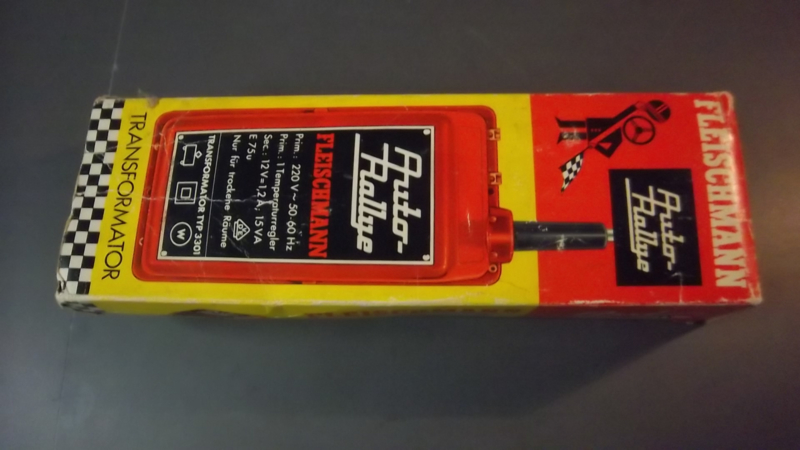 FLEISCHMANN
Auto-
Rallye
Auto-
Rallye
FLEISCHMANN
Prim.: 220 V ~ 50-60 Hz
Prim.: 1 Temperaturregler
Sec.: 12 V = 1,2 A; 15 VA
E 75u
Nur für trockene Räume
TRANSFORMATOR TYP 3301
W
TRANSFORMATOR